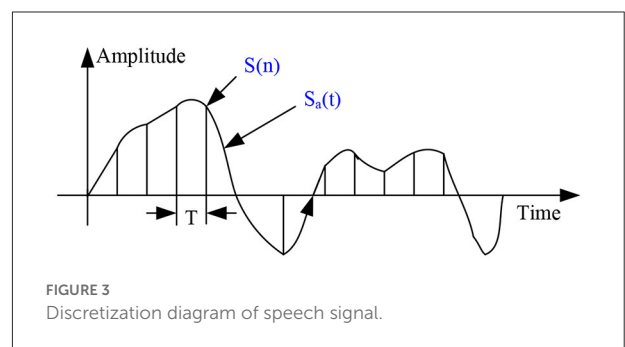 Amplitude
S(n)
Sa(t)
T
Time
FIGURE 3
Discretization diagram of speech signal.